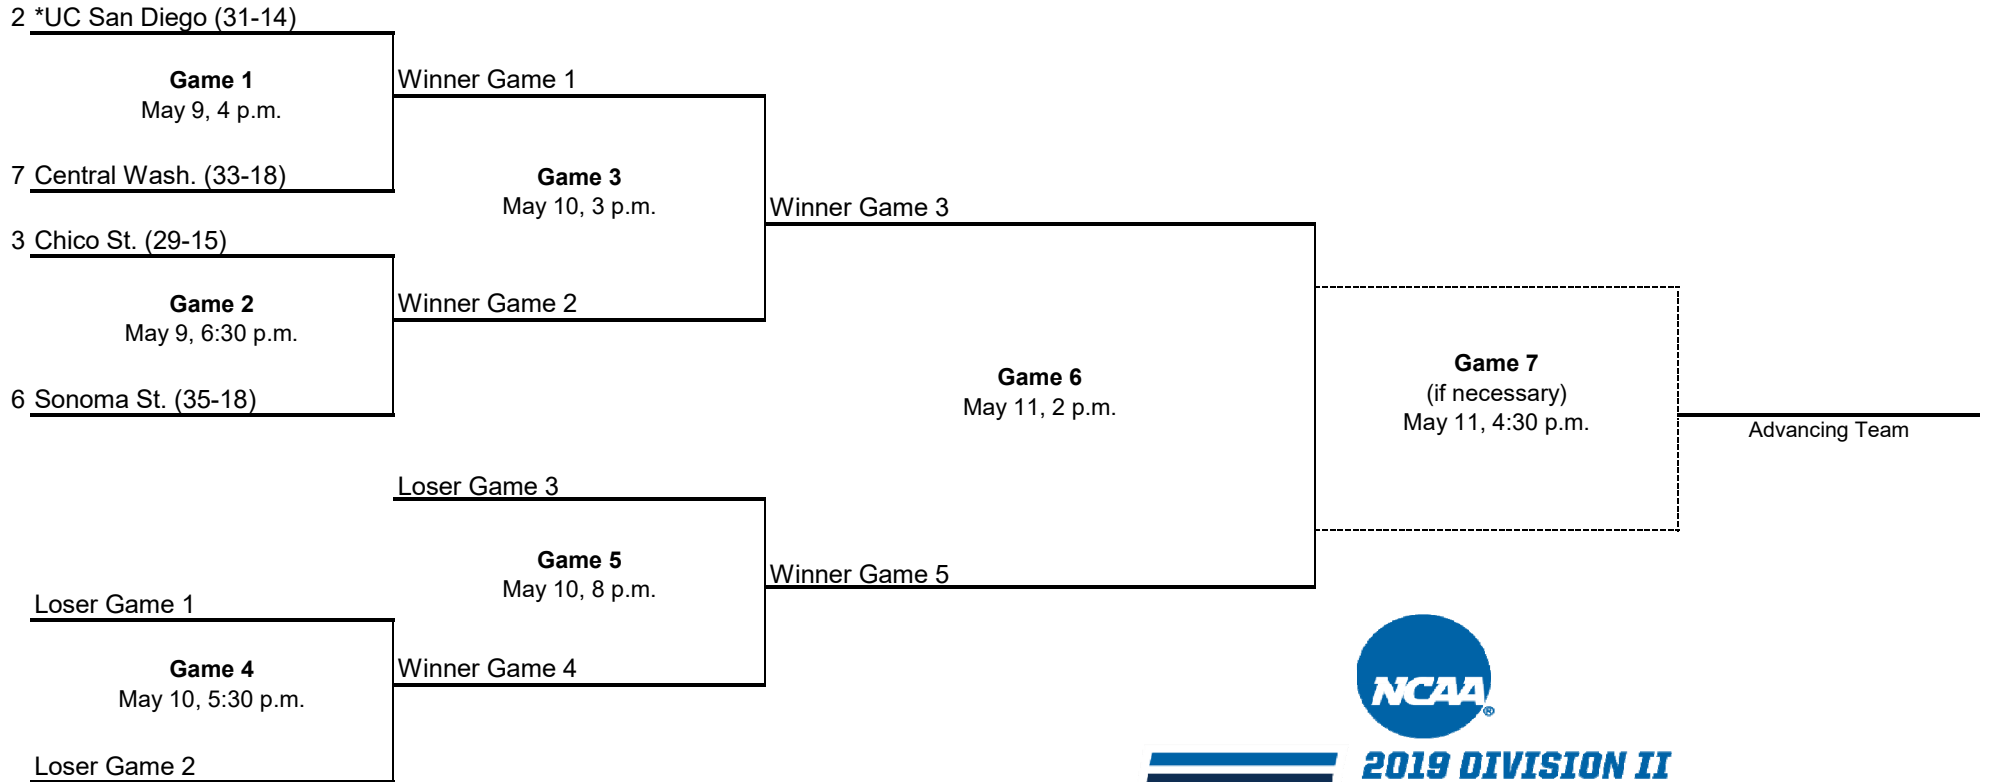 2 *UC San Diego (31-14)
Game 1
May 9, 4 p.m.
Winner Game 1
7 Central Wash. (33-18)
Game 3
May 10, 3 p.m.
Winner Game 3
3 Chico St. (29-15)
Game 2
May 9, 6:30 p.m.
Winner Game 2
6 Sonoma St. (35-18)
Game 6
May 11, 2 p.m.
Game 7
(if necessary)
May 11, 4:30 p.m.
Advancing Team
Loser Game 3
Game 5
May 10, 8 p.m.
Winner Game 5
Loser Game 1
Game 4
May 10, 5:30 p.m.
Winner Game 4
Loser Game 2
NCAA®
2019 DIVISION II